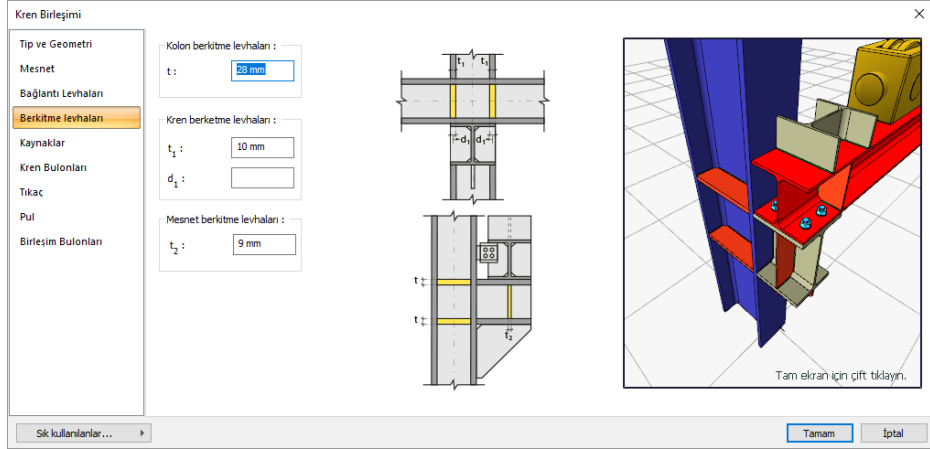 Kren Birleşimi
Tip ve Geometri
Mesnet
Bağlantı Levhaları
Berkitme levhaları
Kaynaklar
Kren Bulonları
Tıkaç
Pul
Birleşim Bulonları
Kolon berkitme levhaları :
t :
28 mm
Kren berketme levhaları :
t1 :
10 mm
d1 :
Mesnet berkitme levhaları :
t2 :
9 mm
t1 t1
d1 d1
t
t
t2
Tam ekran için çift tıklayın.
Sık kullanılanlar...
Tamam
İptal